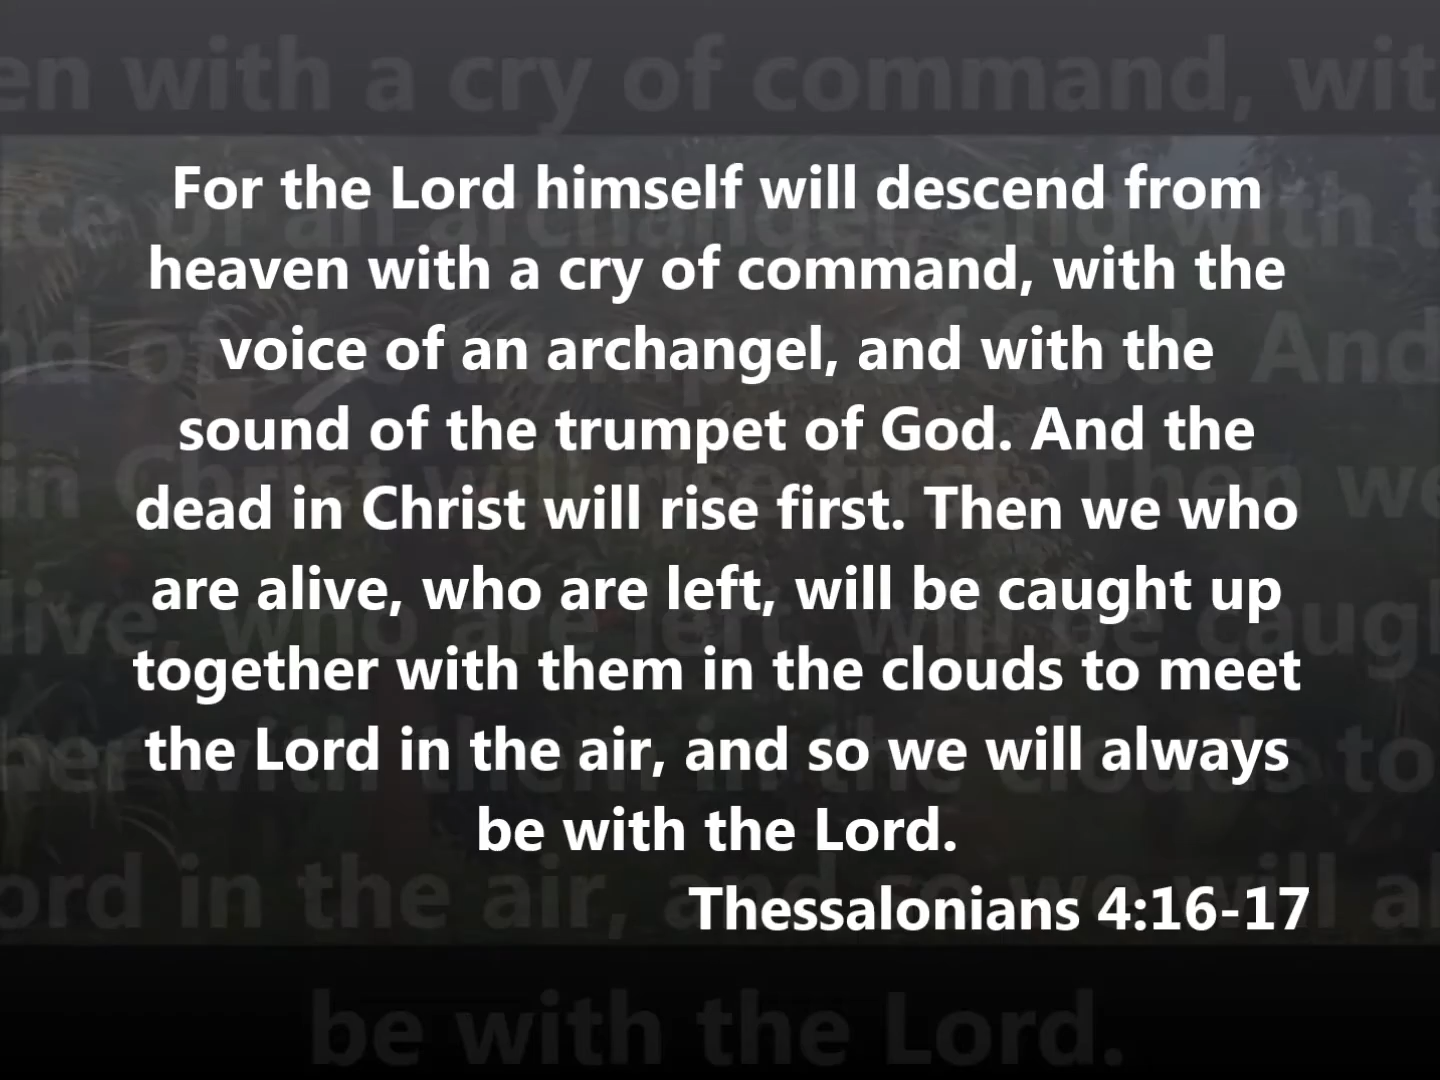 For the Lord himself will descend from
heaven with a cry of command, with the
voice of an archangel, and with the
sound of the trumpet of God. And the
dead in Christ will rise first. Then we who
are alive, who are left, will be caught up
together with them in the clouds to meet
the Lord in the air, and so we will always
be with the Lord.
Thessalonians 4:16-17